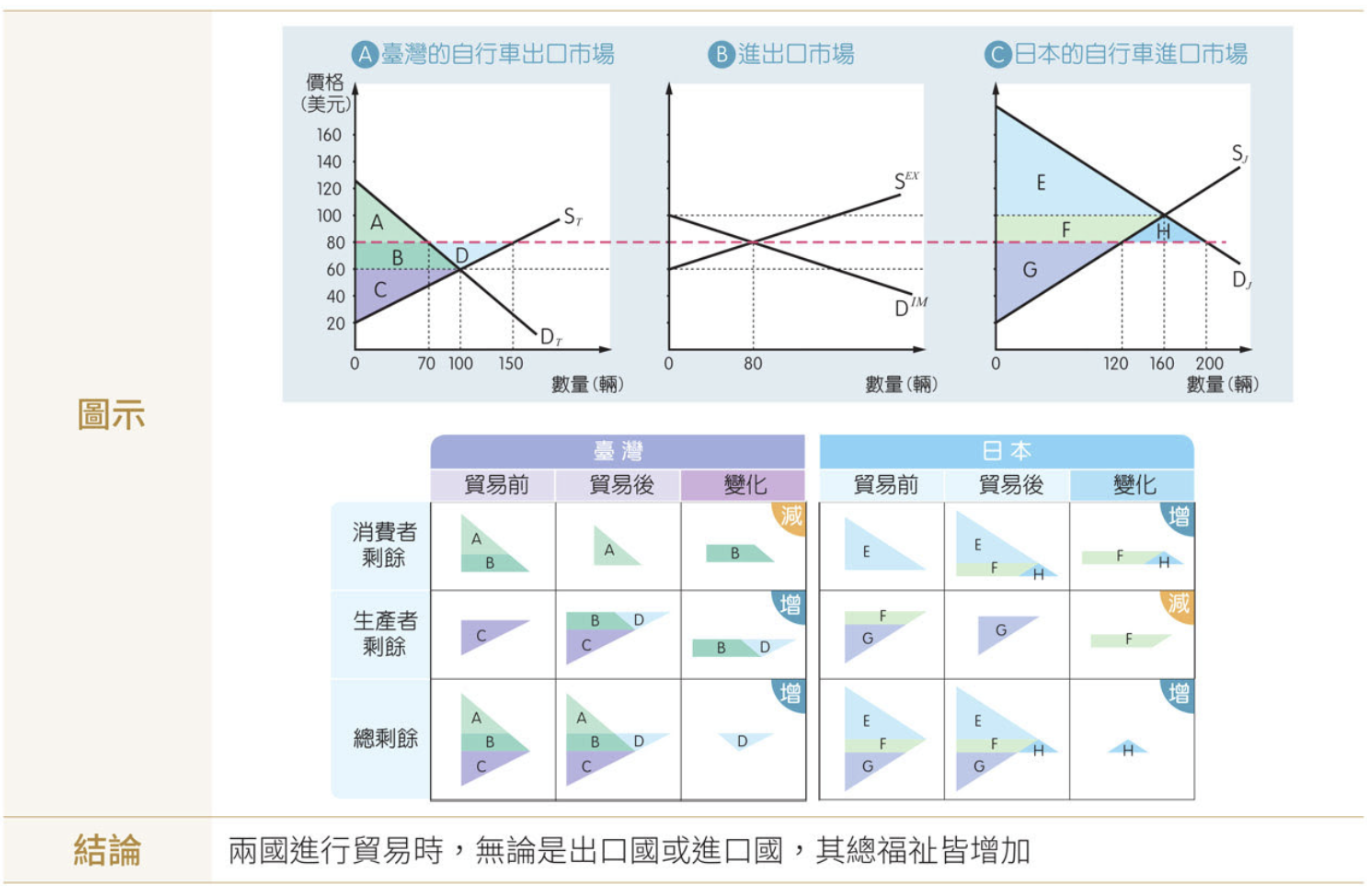 圖示
A 臺灣的自行車出口市場
價格
(美元)
160
140
120
100
80
60
40
20
0
70 100 150
數量(輛)
A
B
C
D
S_T
D_T
B 進出口市場
S^EX
D^IM
0
80
數量(輛)
C 日本的自行車進口市場
E
F
G
H
S_J
D_J
0
120 160 200
數量(輛)
臺灣
貿易前 貿易後 變化
日本
貿易前 貿易後 變化
消費者
剩餘
A
B
A
B
減
E
E
F H
F H
增
生產者
剩餘
C
B D
C
B D
增
F
G
G
F
減
總剩餘
A
B
C
A
B D
C
D
增
E
F
G
E
F H
G
H
增
結論
兩國進行貿易時,無論是出口國或進口國,其總福祉皆增加